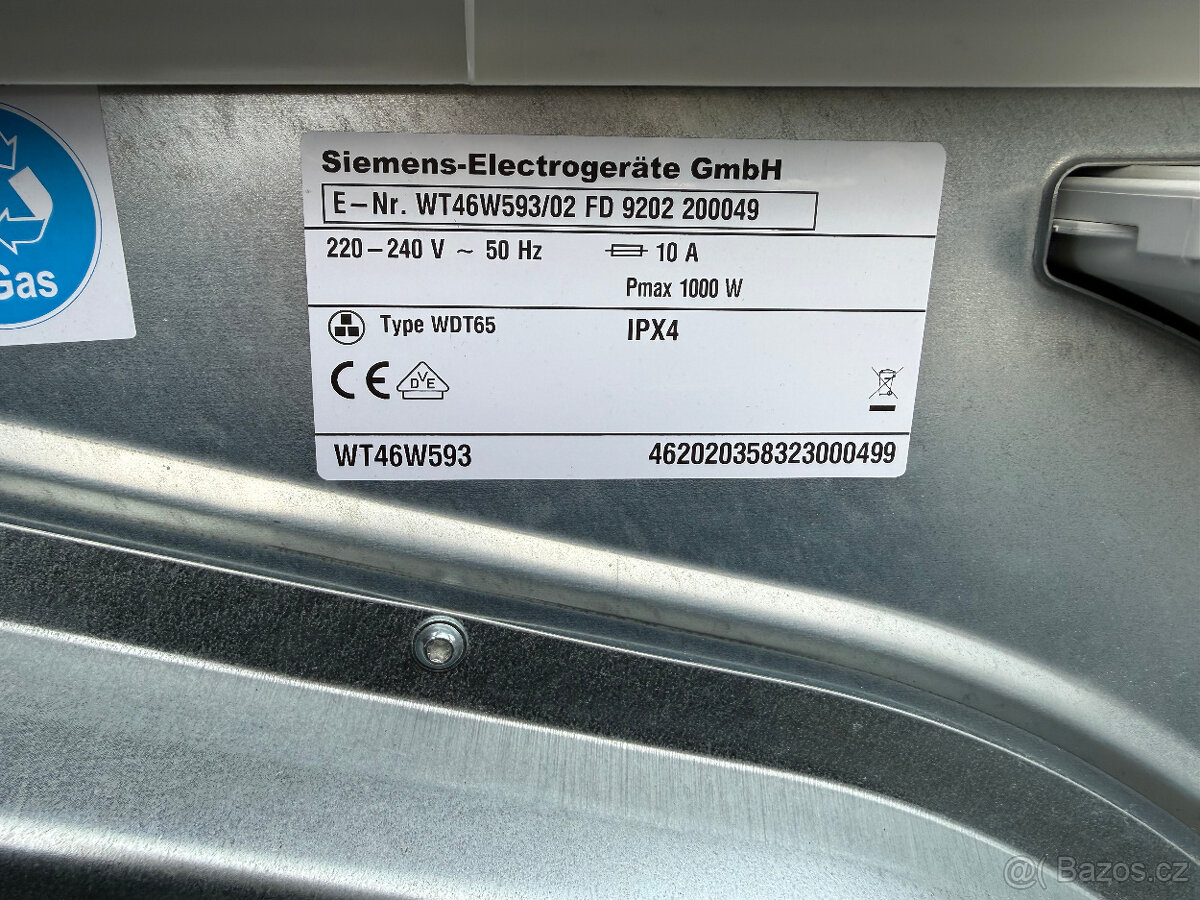 Siemens-Electrogeräte GmbH
E-Nr. WT46W593/02 FD 9202 200049
220-240 V ~ 50 Hz 10 A
Pmax 1000 W
Gas
Type WDT65 IPX4
CE DVE
WT46W593 462020358323000499
@( Bazos.cz